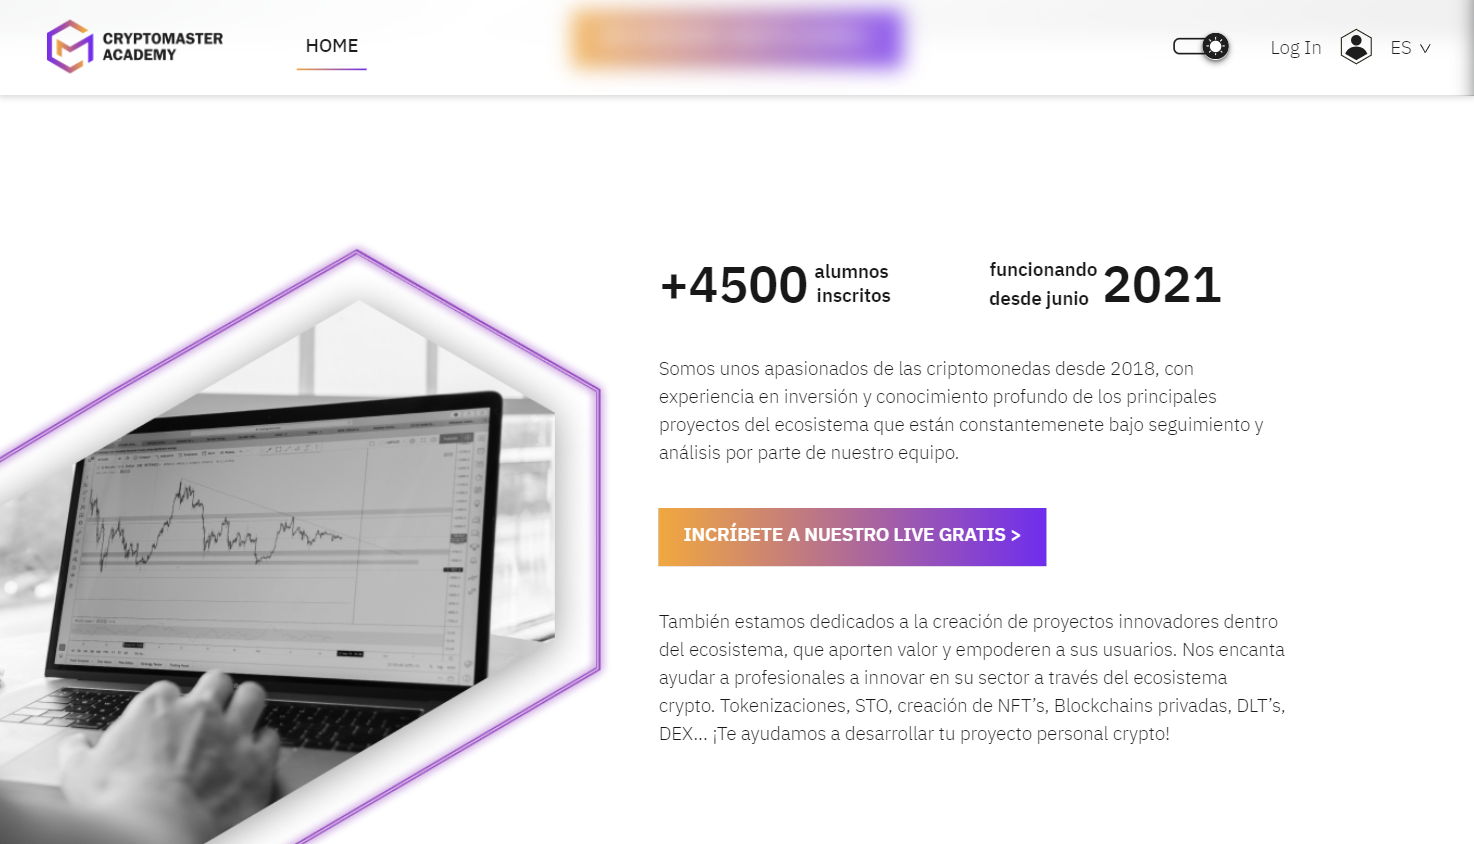 CRYPTOMASTER
ACADEMY
HOME
Log In
ES
+4500 alumnos
inscritos
funcionando
desde junio 2021
Somos unos apasionados de las criptomonedas desde 2018, con
experiencia en inversión y conocimiento profundo de los principales
proyectos del ecosistema que están constantemenete bajo seguimiento y
análisis por parte de nuestro equipo.
INCRÍBETE A NUESTRO LIVE GRATIS >
También estamos dedicados a la creación de proyectos innovadores dentro
del ecosistema, que aporten valor y empoderen a sus usuarios. Nos encanta
ayudar a profesionales a innovar en su sector a través del ecosistema
crypto. Tokenizaciones, STO, creación de NFT’s, Blockchains privadas, DLT’s,
DEX... ¡Te ayudamos a desarrollar tu proyecto personal crypto!